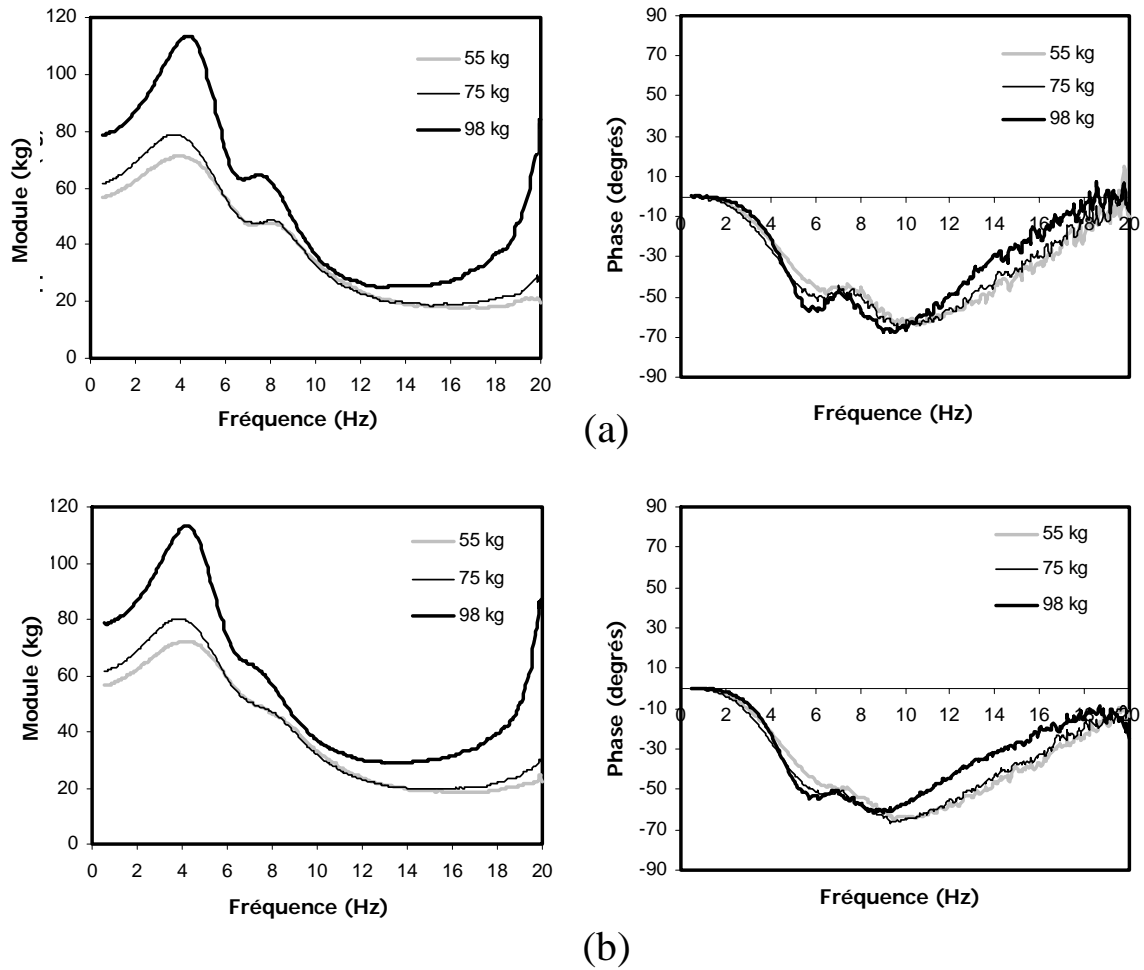 120
100
80
60
40
20
0
Module (kg)
55 kg
75 kg
98 kg
0 2 4 6 8 10 12 14 16 18 20
Fréquence (Hz)
90
70
50
30
10
-10
-30
-50
-70
-90
Phase (degrés)
55 kg
75 kg
98 kg
0 2 4 6 8 10 12 14 16 18 20
Fréquence (Hz)
(a)
120
100
80
60
40
20
0
Module (kg)
55 kg
75 kg
98 kg
0 2 4 6 8 10 12 14 16 18 20
Fréquence (Hz)
90
70
50
30
10
-10
-30
-50
-70
-90
Phase (degrés)
55 kg
75 kg
98 kg
0 2 4 6 8 10 12 14 16 18 20
Fréquence (Hz)
(b)